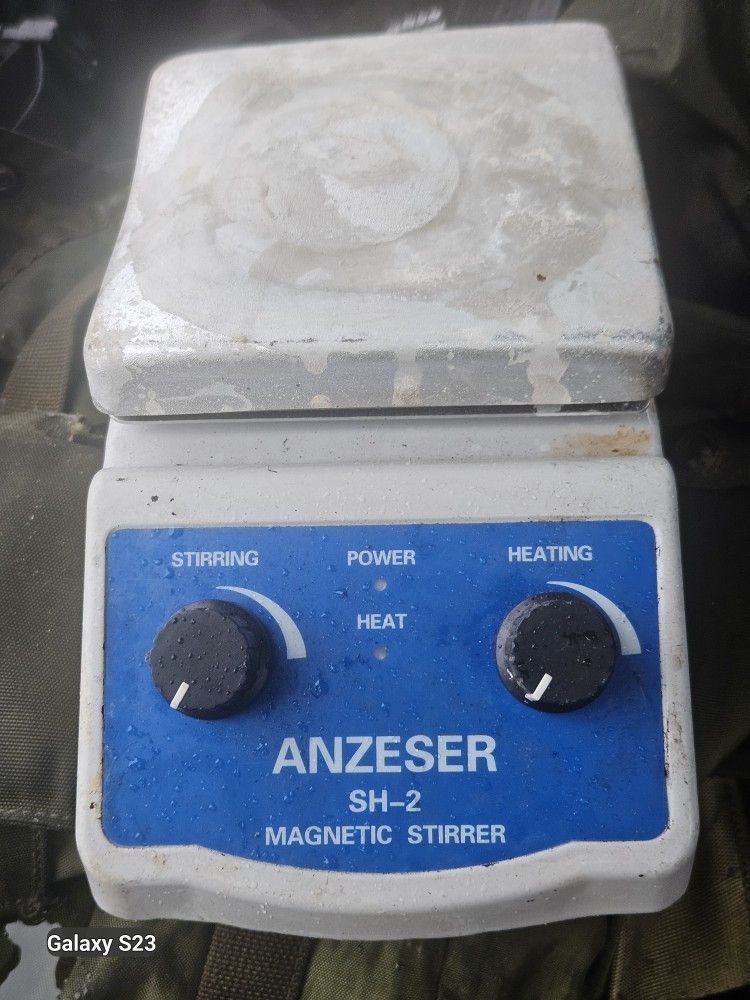 STIRRING POWER HEATING
HEAT
ANZESER
SH-2
MAGNETIC STIRRER
Galaxy S23